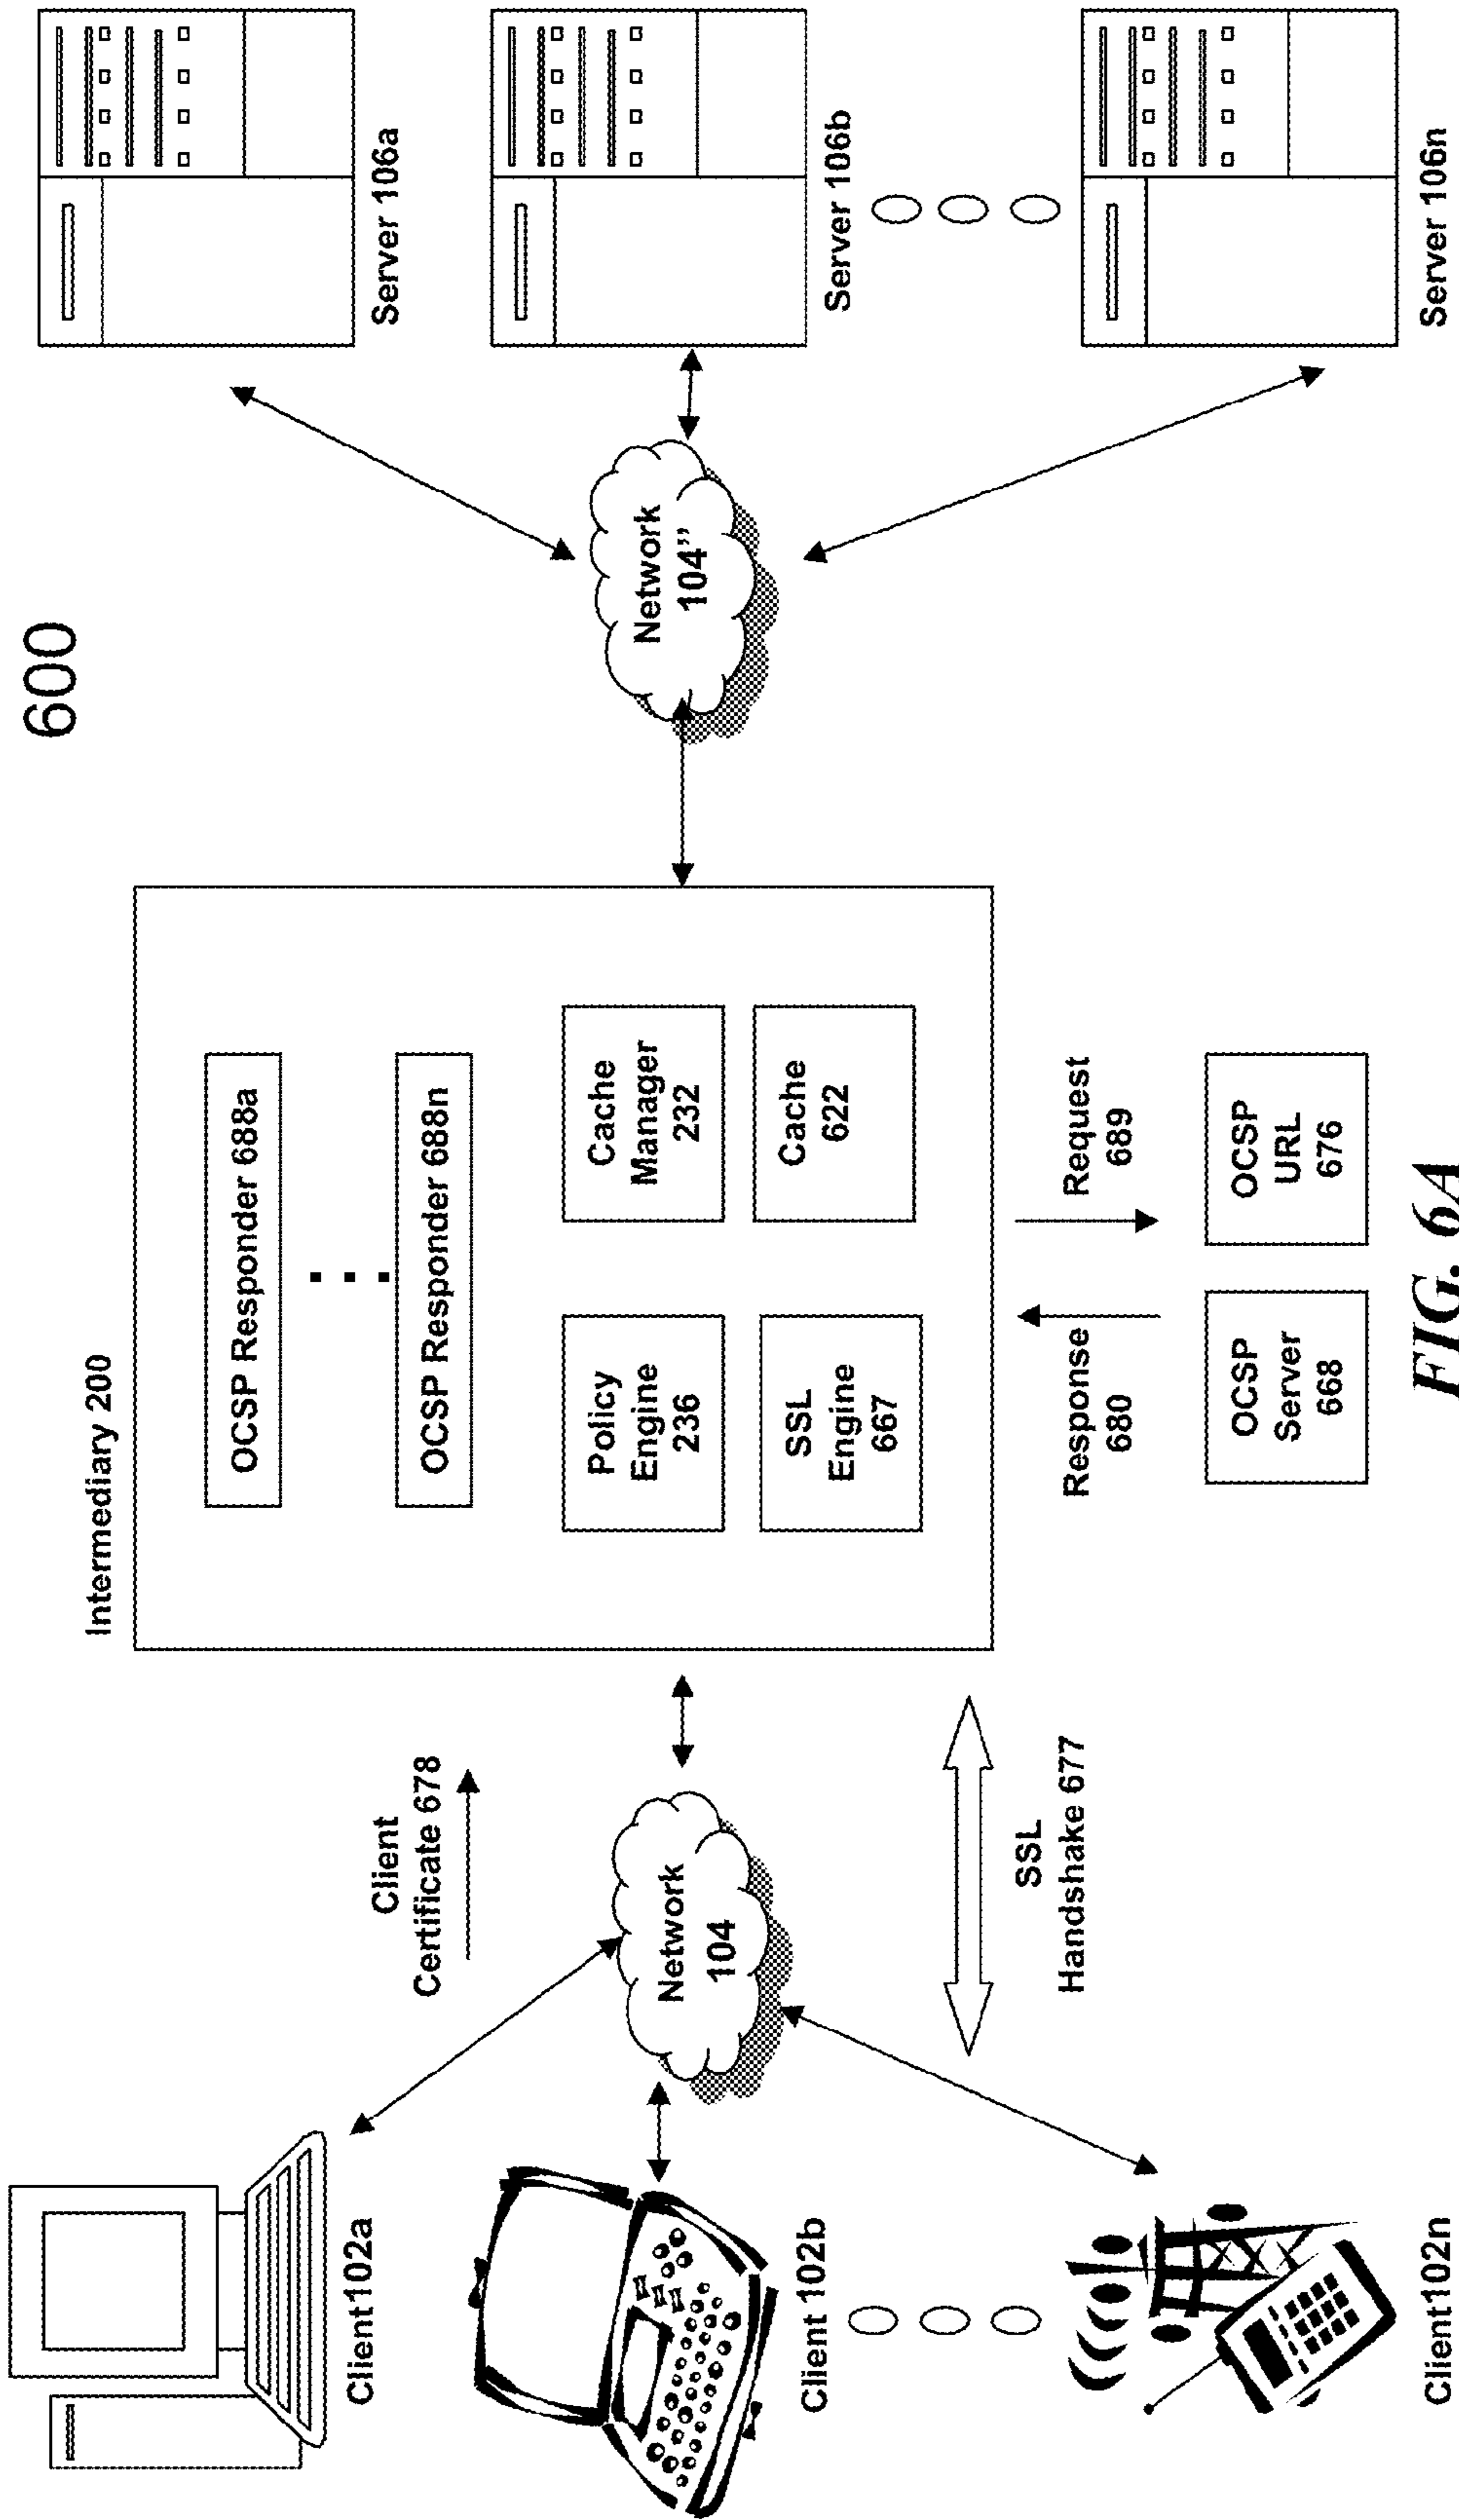 600
Intermediary 200
Client102a
Client 102b
Client102n
Client
Certificate 678
Network
104
SSL
Handshake 677
OCSP Responder 688a
OCSP Responder 688n
Policy
Engine
236
Cache
Manager
232
SSL
Engine
667
Cache
622
Response
680
Request
689
OCSP
Server
668
OCSP
URL
676
Network
104”
Server 106a
Server 106b
Server 106n
FIG. 6A